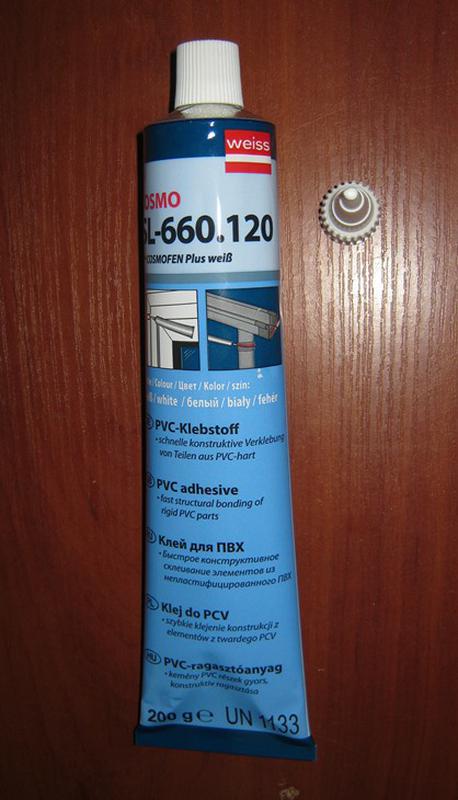 weiss
OSMO
SL-660.120
COSMOFEN Plus weiß
/ Colour / Цвет / Kolor / szín:
/ white / белый / biały / fehér
PVC-Klebstoff
• schnelle konstruktive Verklebung
von Teilen aus PVC-hart
PVC adhesive
• fast structural bonding of
rigid PVC parts
Клей для ПВХ
• Быстрое конструктивное
склеивание элементов из
непластифицированного ПВХ
PL Klej do PCV
• szybkie klejenie konstrukcji z
elementów z twardego PCV
HU PVC-ragasztóanyag
• kemény PVC részek gyors,
konstruktív ragasztása
200 g ℮ UN 1133